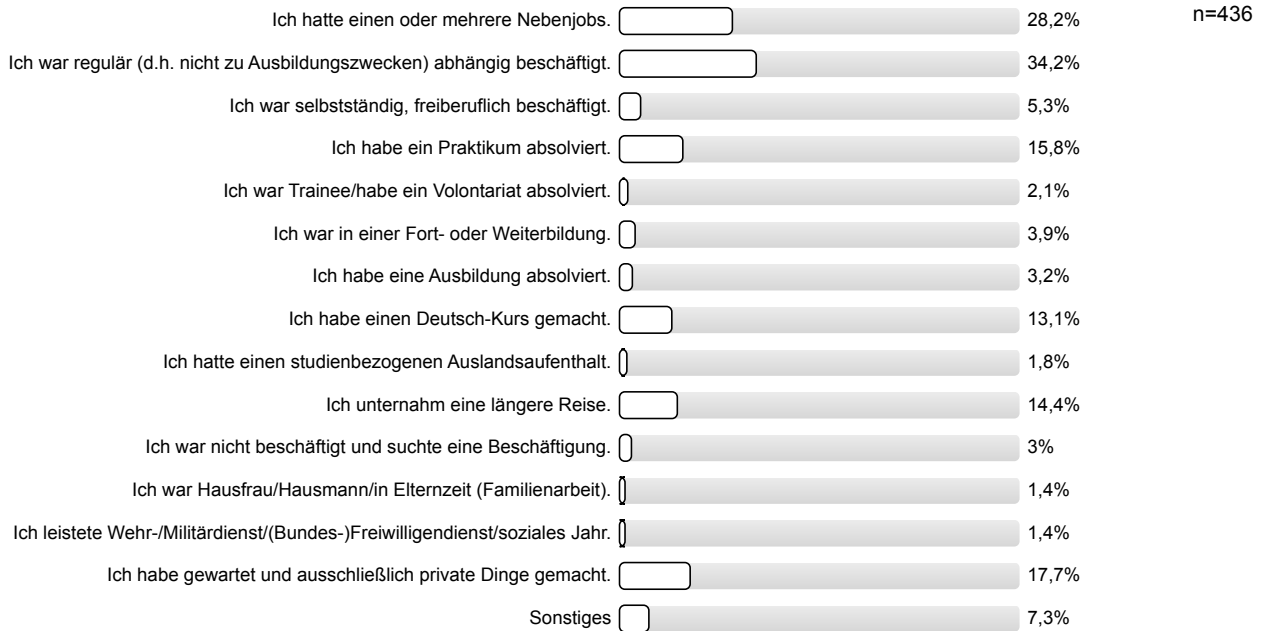 Ich hatte einen oder mehrere Nebenjobs. 28,2% n=436
Ich war regulär (d.h. nicht zu Ausbildungszwecken) abhängig beschäftigt. 34,2%
Ich war selbstständig, freiberuflich beschäftigt. 5,3%
Ich habe ein Praktikum absolviert. 15,8%
Ich war Trainee/habe ein Volontariat absolviert. 2,1%
Ich war in einer Fort- oder Weiterbildung. 3,9%
Ich habe eine Ausbildung absolviert. 3,2%
Ich habe einen Deutsch-Kurs gemacht. 13,1%
Ich hatte einen studienbezogenen Auslandsaufenthalt. 1,8%
Ich unternahm eine längere Reise. 14,4%
Ich war nicht beschäftigt und suchte eine Beschäftigung. 3%
Ich war Hausfrau/Hausmann/in Elternzeit (Familienarbeit). 1,4%
Ich leistete Wehr-/Militärdienst/(Bundes-)Freiwilligendienst/soziales Jahr. 1,4%
Ich habe gewartet und ausschließlich private Dinge gemacht. 17,7%
Sonstiges 7,3%